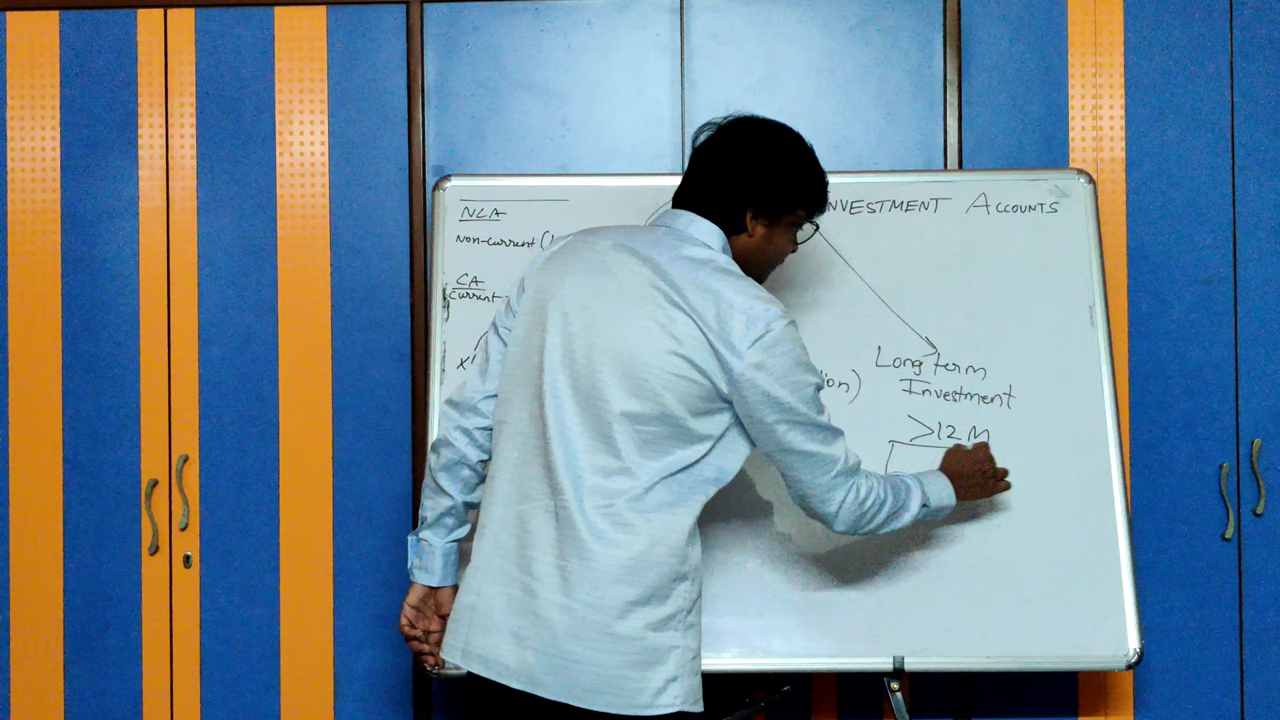 NVESTMENT ACCOUNTS
NCA
Non-current (
CA
Current
Long term
Investment
>12 M
ion)